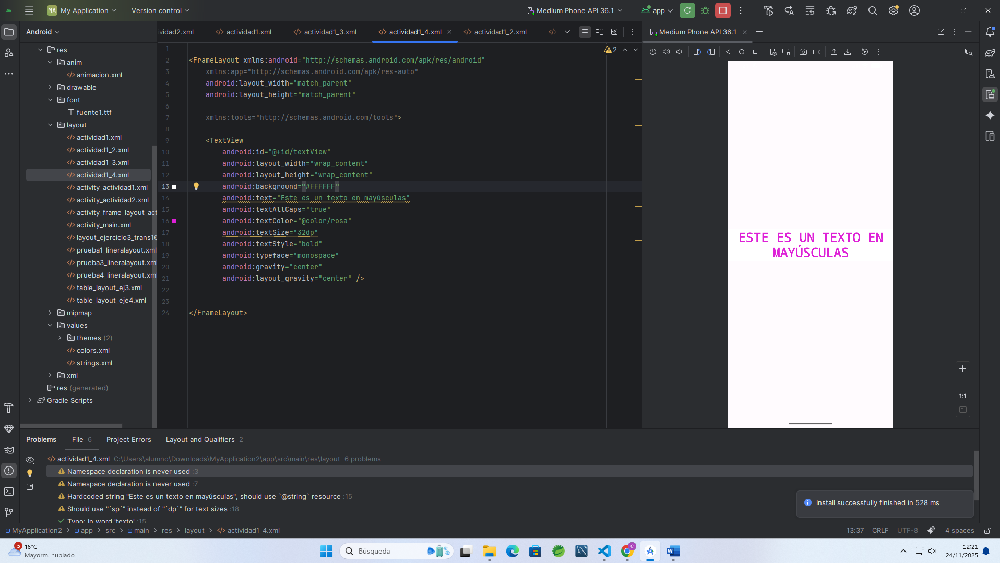 MA My Application
Version control
Medium Phone API 36.1
app
Android
vidad2.xml
actividad1.xml
actividad1_3.xml
actividad1_4.xml
actividad1_2.xml
Medium Phone API 36.1
res
anim
animacion.xml
drawable
font
fuente1.ttf
layout
actividad1.xml
actividad1_2.xml
actividad1_3.xml
actividad1_4.xml
activity_actividad1.xml
activity_actividad2.xml
activity_frame_layout_act
activity_main.xml
layout_ejercicio3_trans16
prueba1_lineralayout.xml
prueba3_lineralayout.xml
prueba4_lineralayout.xml
table_layout_ej3.xml
table_layout_eje4.xml
mipmap
values
themes (2)
colors.xml
strings.xml
xml
res (generated)
Gradle Scripts
2
1
2 <FrameLayout xmlns:android="http://schemas.android.com/apk/res/android"
3 xmlns:app="http://schemas.android.com/apk/res-auto"
4 android:layout_width="match_parent"
5 android:layout_height="match_parent"
6
7 xmlns:tools="http://schemas.android.com/tools">
8
9 <TextView
10 android:id="@+id/textView"
11 android:layout_width="wrap_content"
12 android:layout_height="wrap_content"
13 android:background="#FFFFFF"
14 android:text="Este es un texto en mayúsculas"
15 android:textAllCaps="true"
16 android:textColor="@color/rosa"
17 android:textSize="32dp"
18 android:textStyle="bold"
19 android:typeface="monospace"
20 android:gravity="center"
21 android:layout_gravity="center" />
22
23
24 </FrameLayout>
ESTE ES UN TEXTO EN
MAYÚSCULAS
1:1
Problems
File 6
Project Errors
Layout and Qualifiers 2
actividad1_4.xml C:\Users\alumno\Downloads\MyApplication2\app\src\main\res\layout 6 problems
Namespace declaration is never used :3
Namespace declaration is never used :7
Hardcoded string "Este es un texto en mayúsculas", should use `@string` resource :15
Should use "`sp`" instead of "`dp`" for text sizes :18
Typo: In word 'texto' :15
Install successfully finished in 528 ms
MyApplication2 > app > src > main > res > layout > actividad1_4.xml
13:37 CRLF UTF-8 4 spaces
5
16°C
Mayorm. nublado
Búsqueda
C
12:21
24/11/2025